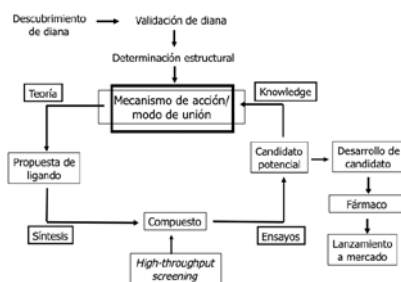 Descubrimiento
de diana
Validación de diana
Determinación estructural
Teoría
Knowledge
Mecanismo de acción/
modo de unión
Propuesta de
ligando
Candidato
potencial
Desarrollo de
candidato
Fármaco
Síntesis
Compuesto
Ensayos
Lanzamiento
a mercado
High-throughput
screening